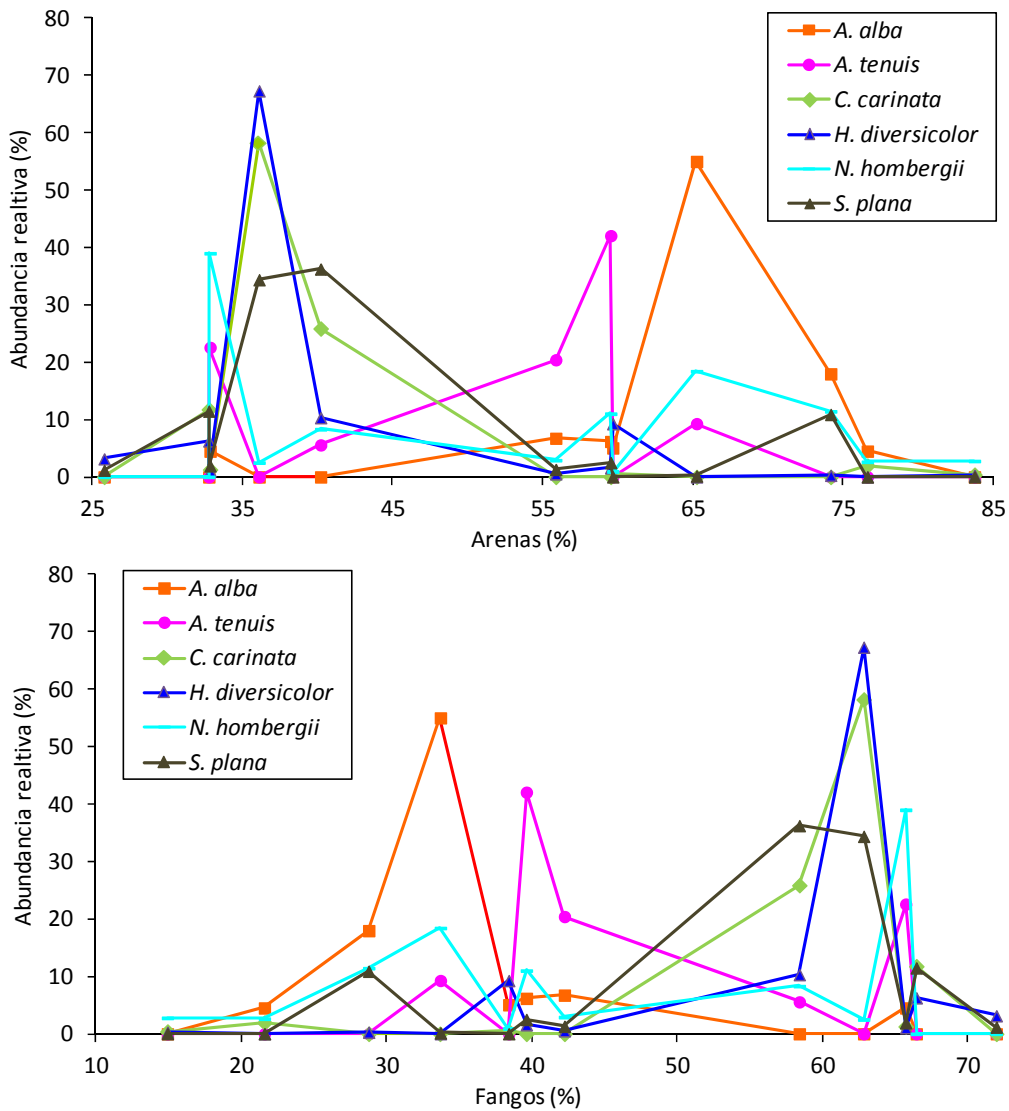 80
70
60
50
40
30
20
10
0
Abundancia realtiva (%)
A. alba
A. tenuis
C. carinata
H. diversicolor
N. hombergii
S. plana
25 35 45 55 65 75 85
Arenas (%)
80
70
60
50
40
30
20
10
0
Abundancia realtiva (%)
A. alba
A. tenuis
C. carinata
H. diversicolor
N. hombergii
S. plana
10 20 30 40 50 60 70
Fangos (%)